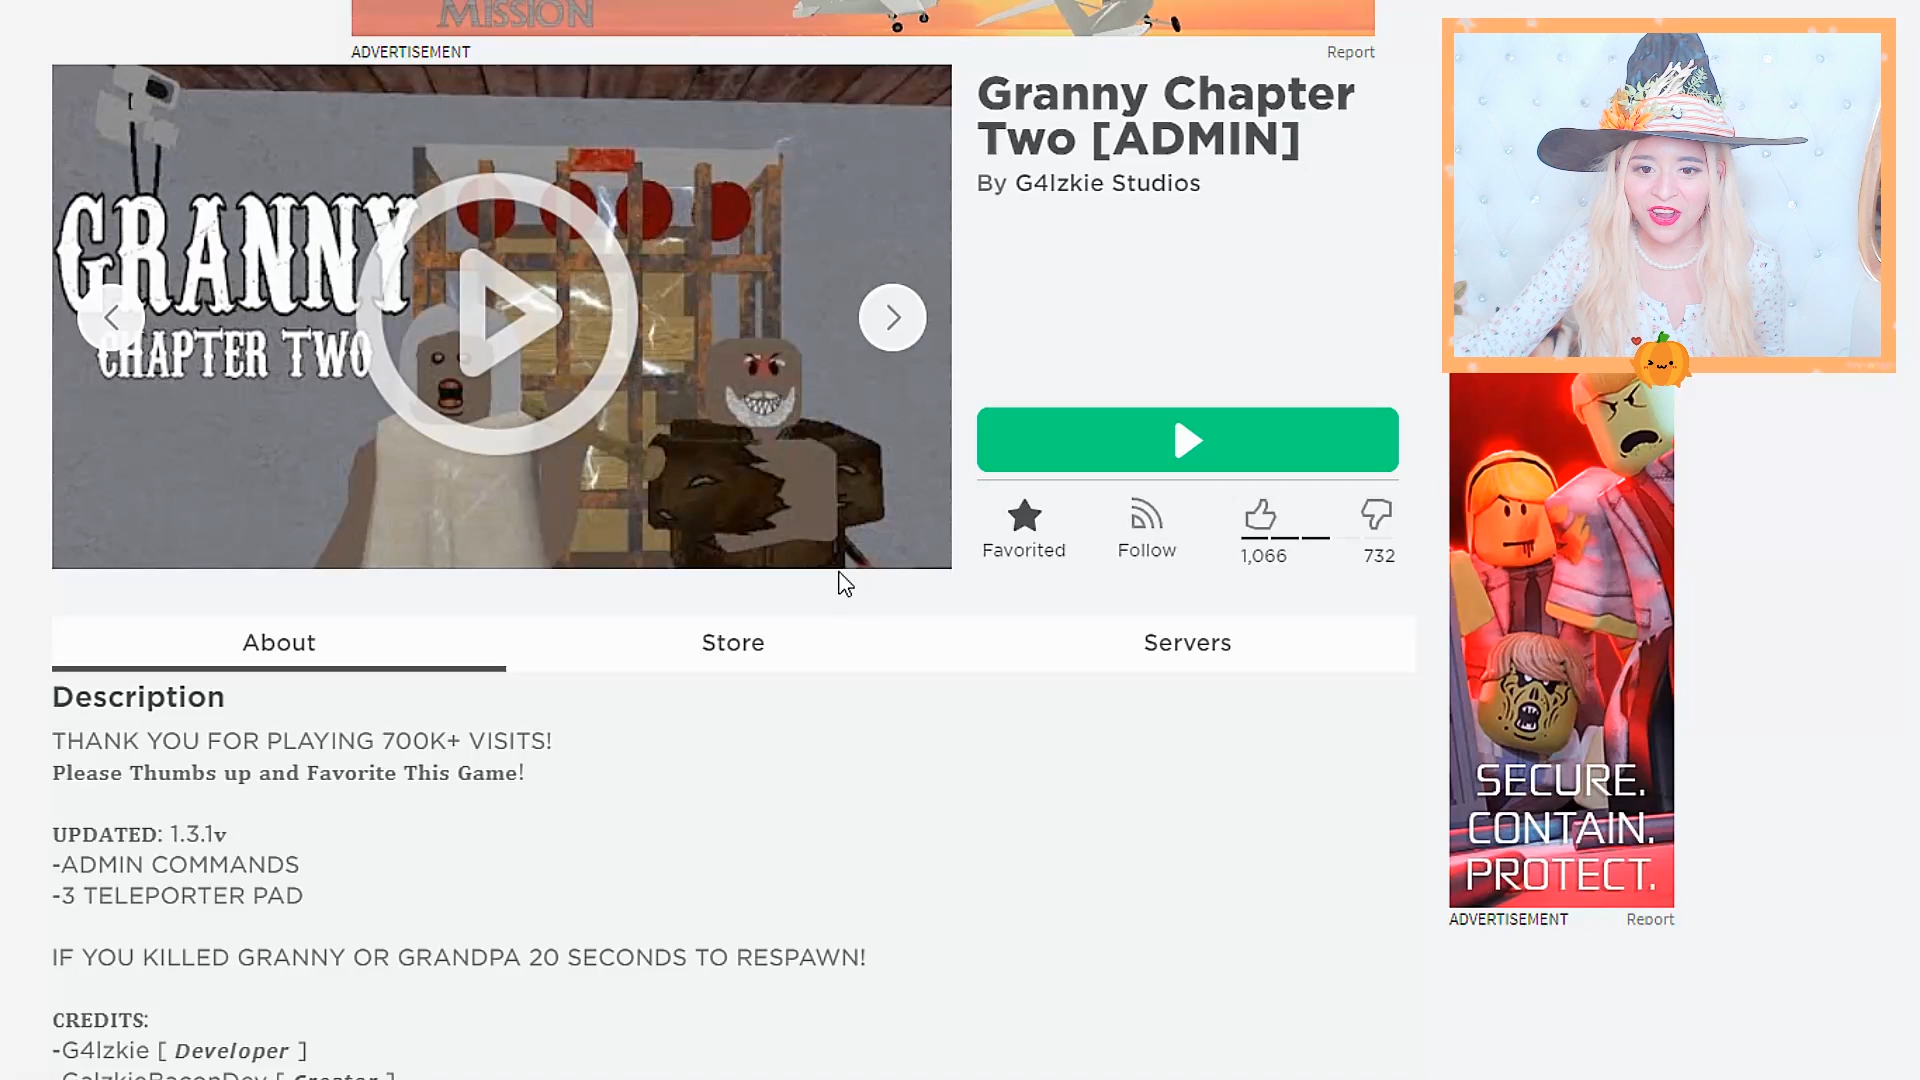 MISSION
ADVERTISEMENT
Report
GRANNY
CHAPTER TWO
Granny Chapter
Two [ADMIN]
By G4lzkie Studios
Favorited
Follow
1,066
732
About
Store
Servers
Description
THANK YOU FOR PLAYING 700K+ VISITS!
Please Thumbs up and Favorite This Game!
UPDATED: 1.3.1v
-ADMIN COMMANDS
-3 TELEPORTER PAD
IF YOU KILLED GRANNY OR GRANDPA 20 SECONDS TO RESPAWN!
CREDITS:
-G4lzkie [ Developer ]
-GalzkieBaconDev [ Creator ]
SECURE.
CONTAIN.
PROTECT.
ADVERTISEMENT
Report